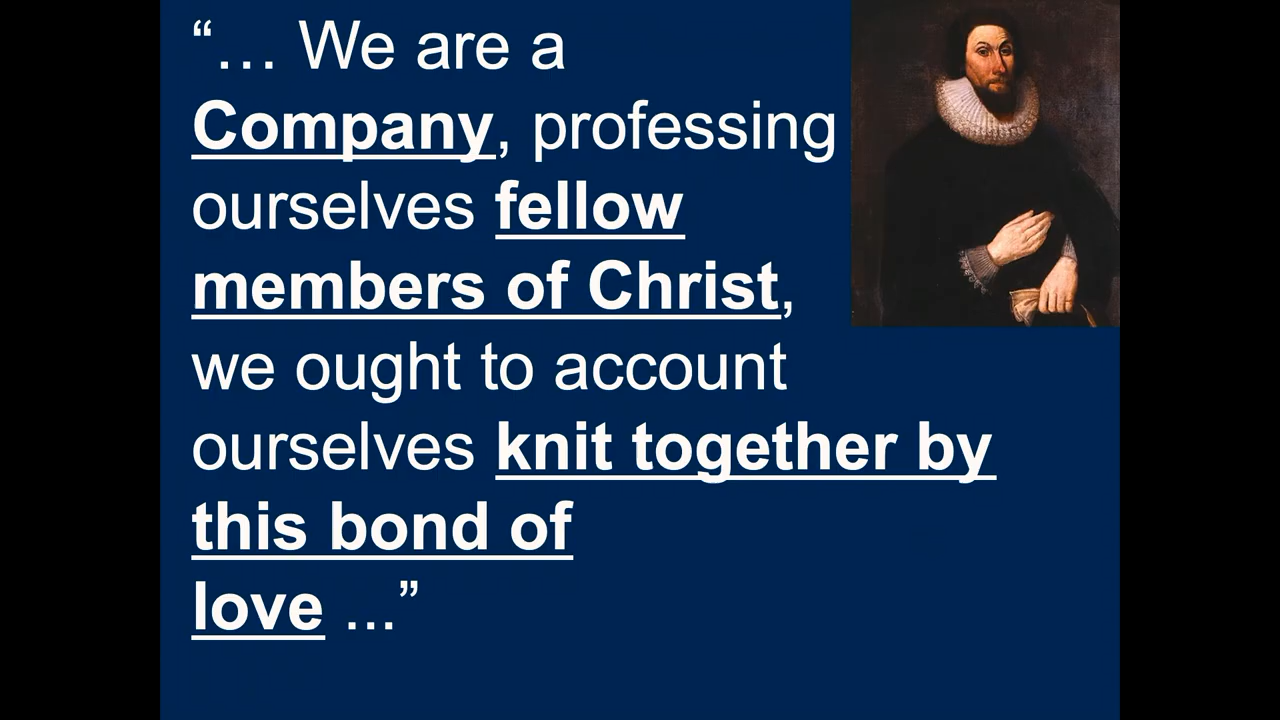 “… We are a
Company, professing
ourselves fellow
members of Christ,
we ought to account
ourselves knit together by
this bond of
love ...”